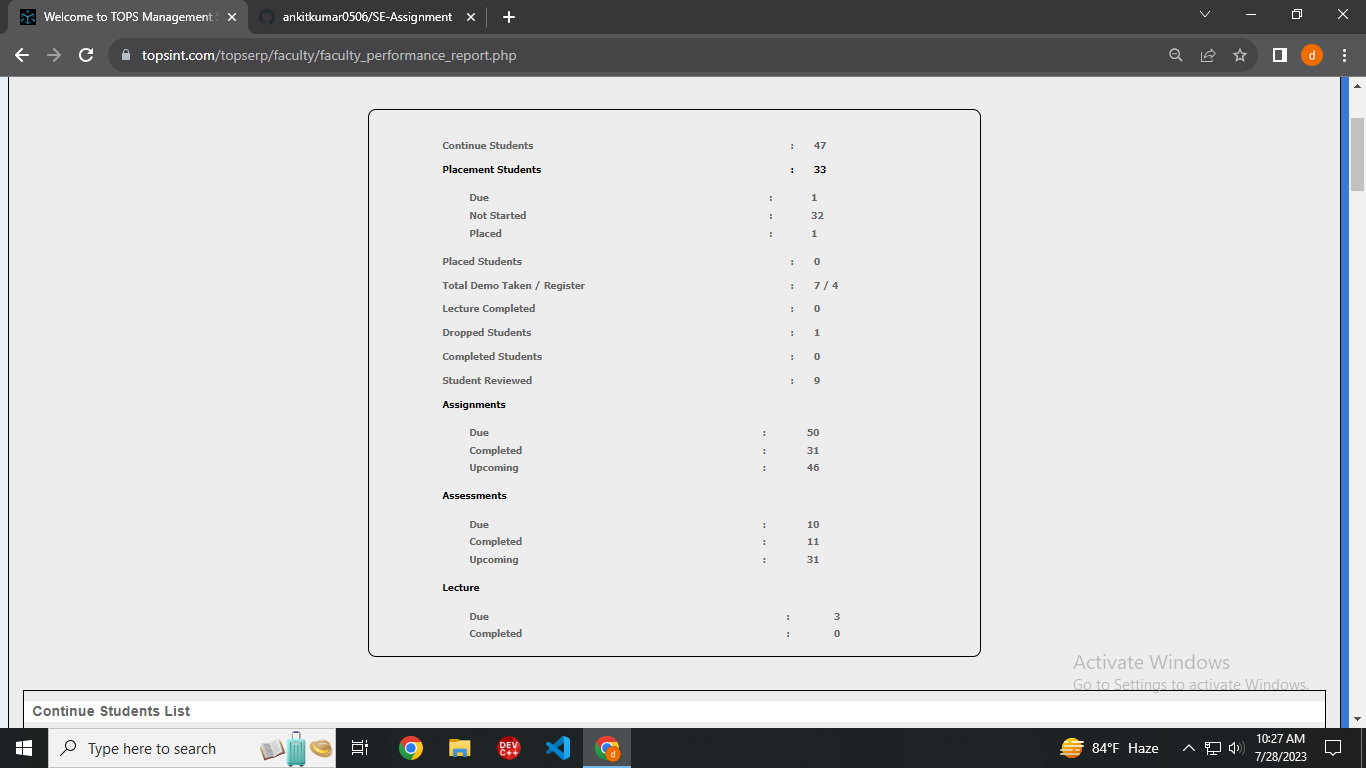 Welcome to TOPS Management S
ankitkumar0506/SE-Assignment
topsint.com/topserp/faculty/faculty_performance_report.php
d
Continue Students : 47
Placement Students : 33
Due : 1
Not Started : 32
Placed : 1
Placed Students : 0
Total Demo Taken / Register : 7 / 4
Lecture Completed : 0
Dropped Students : 1
Completed Students : 0
Student Reviewed : 9
Assignments
Due : 50
Completed : 31
Upcoming : 46
Assessments
Due : 10
Completed : 11
Upcoming : 31
Lecture
Due : 3
Completed : 0
Activate Windows
Go to Settings to activate Windows.
Continue Students List
Type here to search
DEV
C++
d
84°F Haze
10:27 AM
7/28/2023